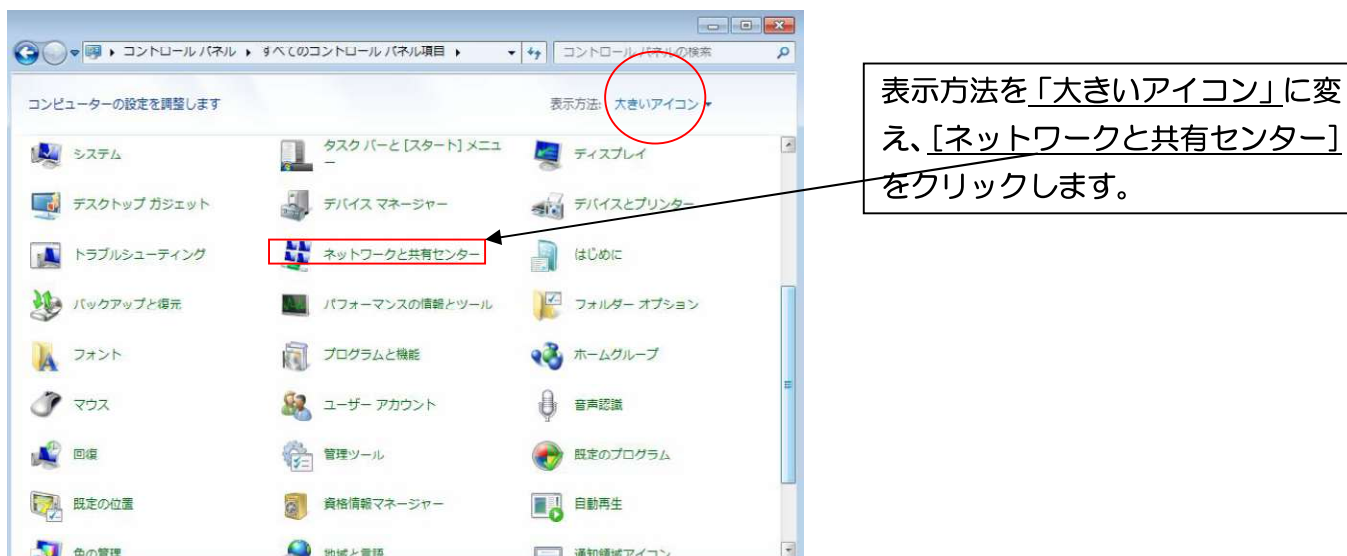 コントロール パネル ▸ すべてのコントロール パネル項目 ▸
コントロール パネルの検索
コンピューターの設定を調整します
表示方法: 大きいアイコン
システム
タスク バーと [スタート] メニュー
ディスプレイ
デスクトップ ガジェット
デバイス マネージャー
デバイスとプリンター
トラブルシューティング
ネットワークと共有センター
はじめに
バックアップと復元
パフォーマンスの情報とツール
フォルダー オプション
フォント
プログラムと機能
ホームグループ
マウス
ユーザー アカウント
音声認識
回復
管理ツール
既定のプログラム
既定の位置
資格情報マネージャー
自動再生
色の管理
地域と言語
通知領域アイコン
表示方法を「大きいアイコン」に変
え、[ネットワークと共有センター]
をクリックします。